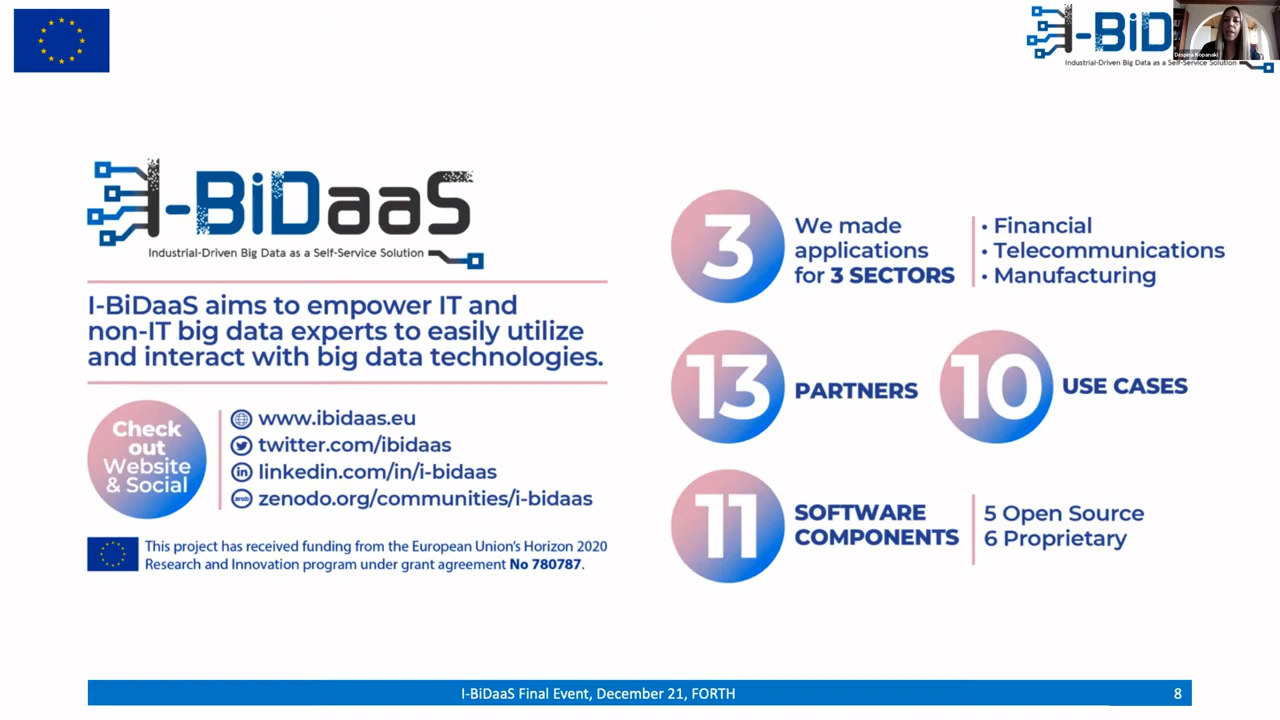 I-BiD
Industrial-Driven Big Data as a Self-Service Solution
Despina Kopanaki
I-BiDaaS
Industrial-Driven Big Data as a Self-Service Solution
I-BiDaaS aims to empower IT and
non-IT big data experts to easily utilize
and interact with big data technologies.
Check
out
Website
& Social
www.ibidaas.eu
twitter.com/ibidaas
linkedin.com/in/i-bidaas
zenodo.org/communities/i-bidaas
This project has received funding from the European Union's Horizon 2020
Research and Innovation program under grant agreement No 780787.
3
We made
applications
for 3 SECTORS
• Financial
• Telecommunications
• Manufacturing
13
PARTNERS
10
USE CASES
11
SOFTWARE
COMPONENTS
5 Open Source
6 Proprietary
I-BiDaaS Final Event, December 21, FORTH
8